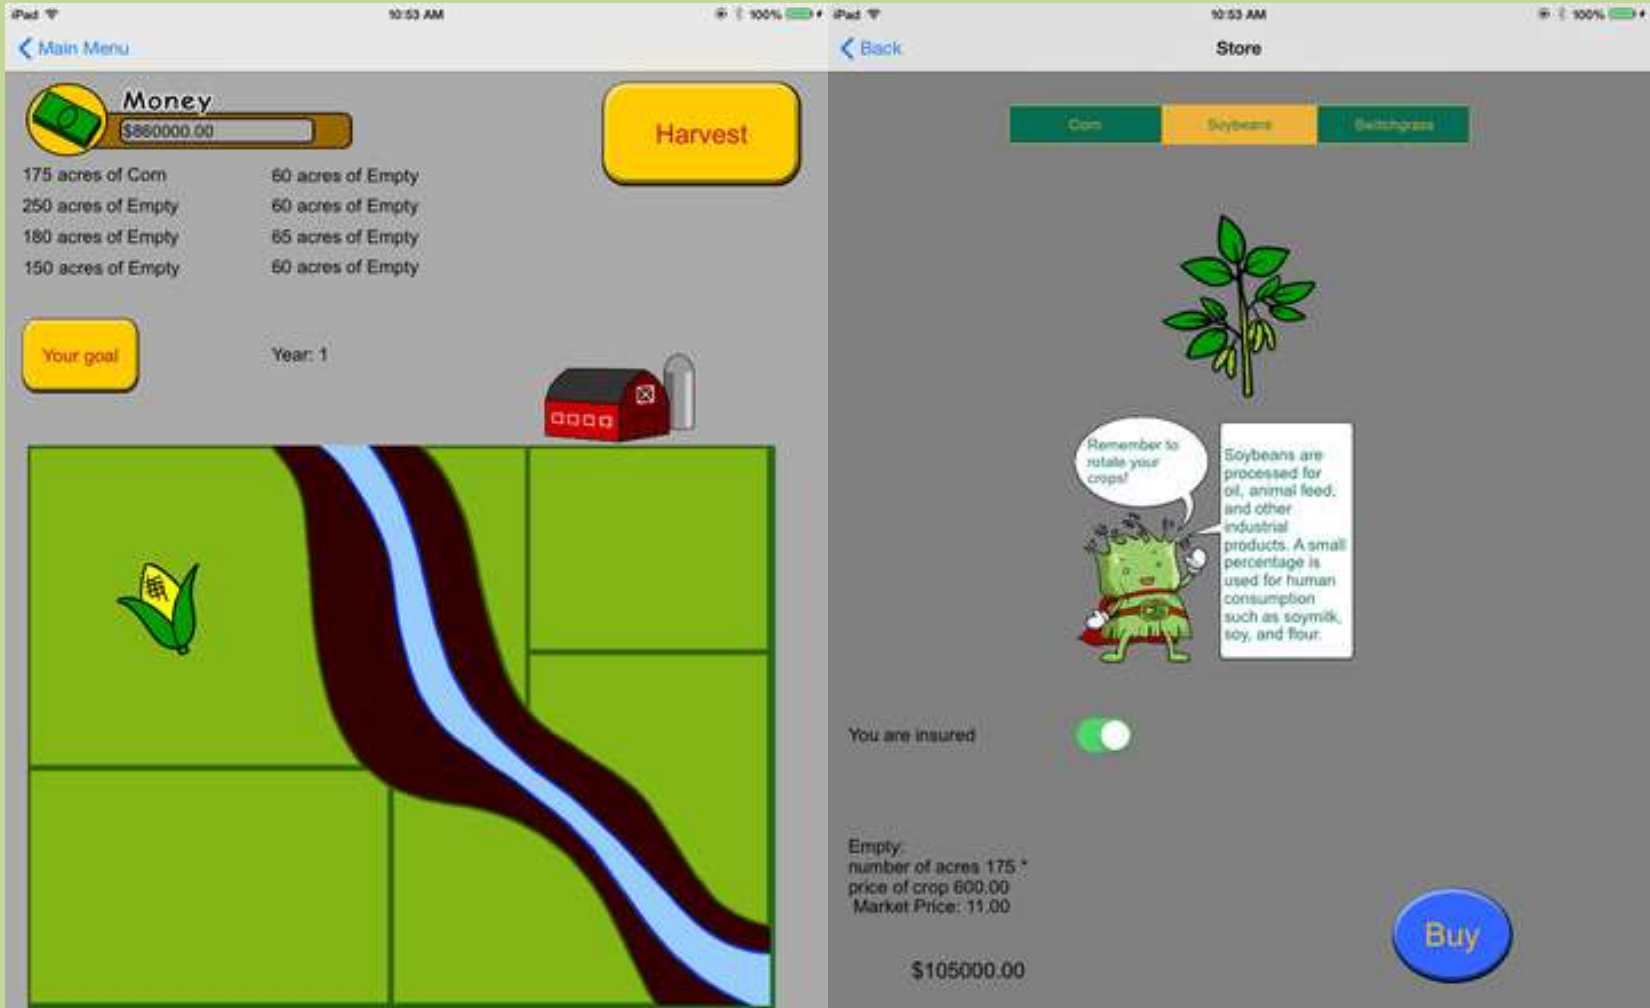 iPad
10:53 AM
100%
Main Menu
Money
$860000.00
Harvest
175 acres of Corn
60 acres of Empty
250 acres of Empty
60 acres of Empty
180 acres of Empty
65 acres of Empty
150 acres of Empty
60 acres of Empty
Your goal
Year: 1
iPad
10:53 AM
100%
Back
Store
Corn
Soybeans
Switchgrass
Remember to
rotate your
crops!
Soybeans are
processed for
oil, animal feed,
and other
industrial
products. A small
percentage is
used for human
consumption
such as soymilk,
soy, and flour.
You are insured
Empty:
number of acres 175 *
price of crop 600.00
Market Price: 11.00
$105000.00
Buy